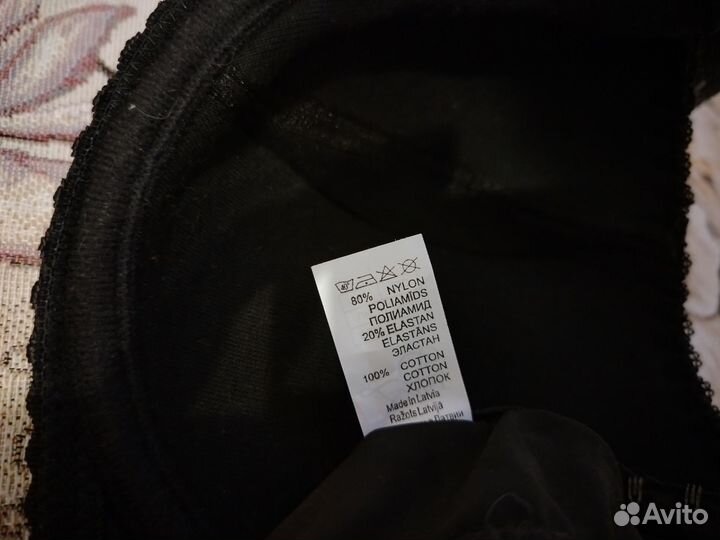 40°
80% NYLON
POLIAMĪDS
ПОЛИАМИД
20% ELASTAN
ELASTĀNS
ЭЛАСТАН
100% COTTON
COTTON
ХЛОПОК
Made in Latvia
Ražots Latvijā
Латвии
Avito